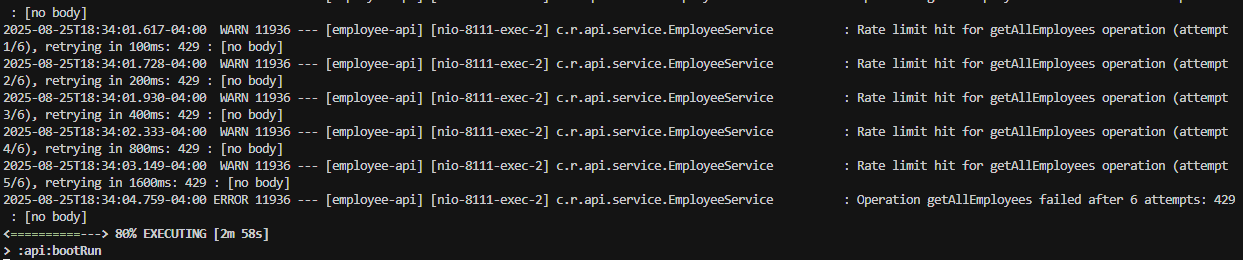 : [no body]
2025-08-25T18:34:01.617-04:00  WARN 11936 --- [employee-api] [nio-8111-exec-2] c.r.api.service.EmployeeService          : Rate limit hit for getAllEmployees operation (attempt
1/6), retrying in 100ms: 429 : [no body]
2025-08-25T18:34:01.728-04:00  WARN 11936 --- [employee-api] [nio-8111-exec-2] c.r.api.service.EmployeeService          : Rate limit hit for getAllEmployees operation (attempt
2/6), retrying in 200ms: 429 : [no body]
2025-08-25T18:34:01.930-04:00  WARN 11936 --- [employee-api] [nio-8111-exec-2] c.r.api.service.EmployeeService          : Rate limit hit for getAllEmployees operation (attempt
3/6), retrying in 400ms: 429 : [no body]
2025-08-25T18:34:02.333-04:00  WARN 11936 --- [employee-api] [nio-8111-exec-2] c.r.api.service.EmployeeService          : Rate limit hit for getAllEmployees operation (attempt
4/6), retrying in 800ms: 429 : [no body]
2025-08-25T18:34:03.149-04:00  WARN 11936 --- [employee-api] [nio-8111-exec-2] c.r.api.service.EmployeeService          : Rate limit hit for getAllEmployees operation (attempt
5/6), retrying in 1600ms: 429 : [no body]
2025-08-25T18:34:04.759-04:00 ERROR 11936 --- [employee-api] [nio-8111-exec-2] c.r.api.service.EmployeeService          : Operation getAllEmployees failed after 6 attempts: 429
 : [no body]
<==========---> 80% EXECUTING [2m 58s]
> :api:bootRun